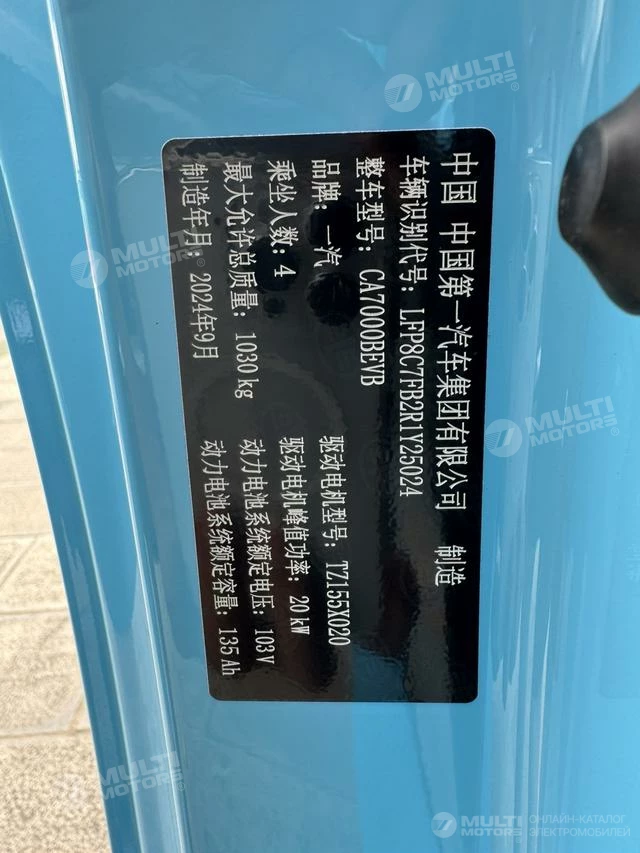 中国 中国第一汽车集团有限公司 制造
车辆识别代号: LFP8C7FB2R1Y25024
整车型号: CA7000BEVB
驱动电机型号: TZ155X020
品牌: 一汽
驱动电机峰值功率: 20 kW
乘坐人数: 4
动力电池系统额定电压: 103 V
最大允许总质量: 1030 kg
动力电池系统额定容量: 135 Ah
制造年月: 2024年9月
MULTI MOTORS®
MULTI MOTORS®
MULTI MOTORS®
MULTI MOTORS®
MULTI MOTORS®
ОНЛАЙН-КАТАЛОГ
ЭЛЕКТРОМОБИЛЕЙ